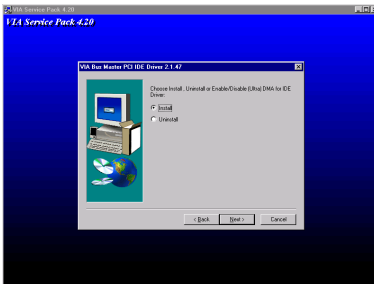 VIA Service Pack 4.20
VIA Service Pack 4.20
VIA Bus Master PCI IDE Driver 2.1.47
Choose Install, Uninstall or Enable/Disable (Ultra) DMA for IDE
Driver:
Install
Uninstall
< Back
Next >
Cancel